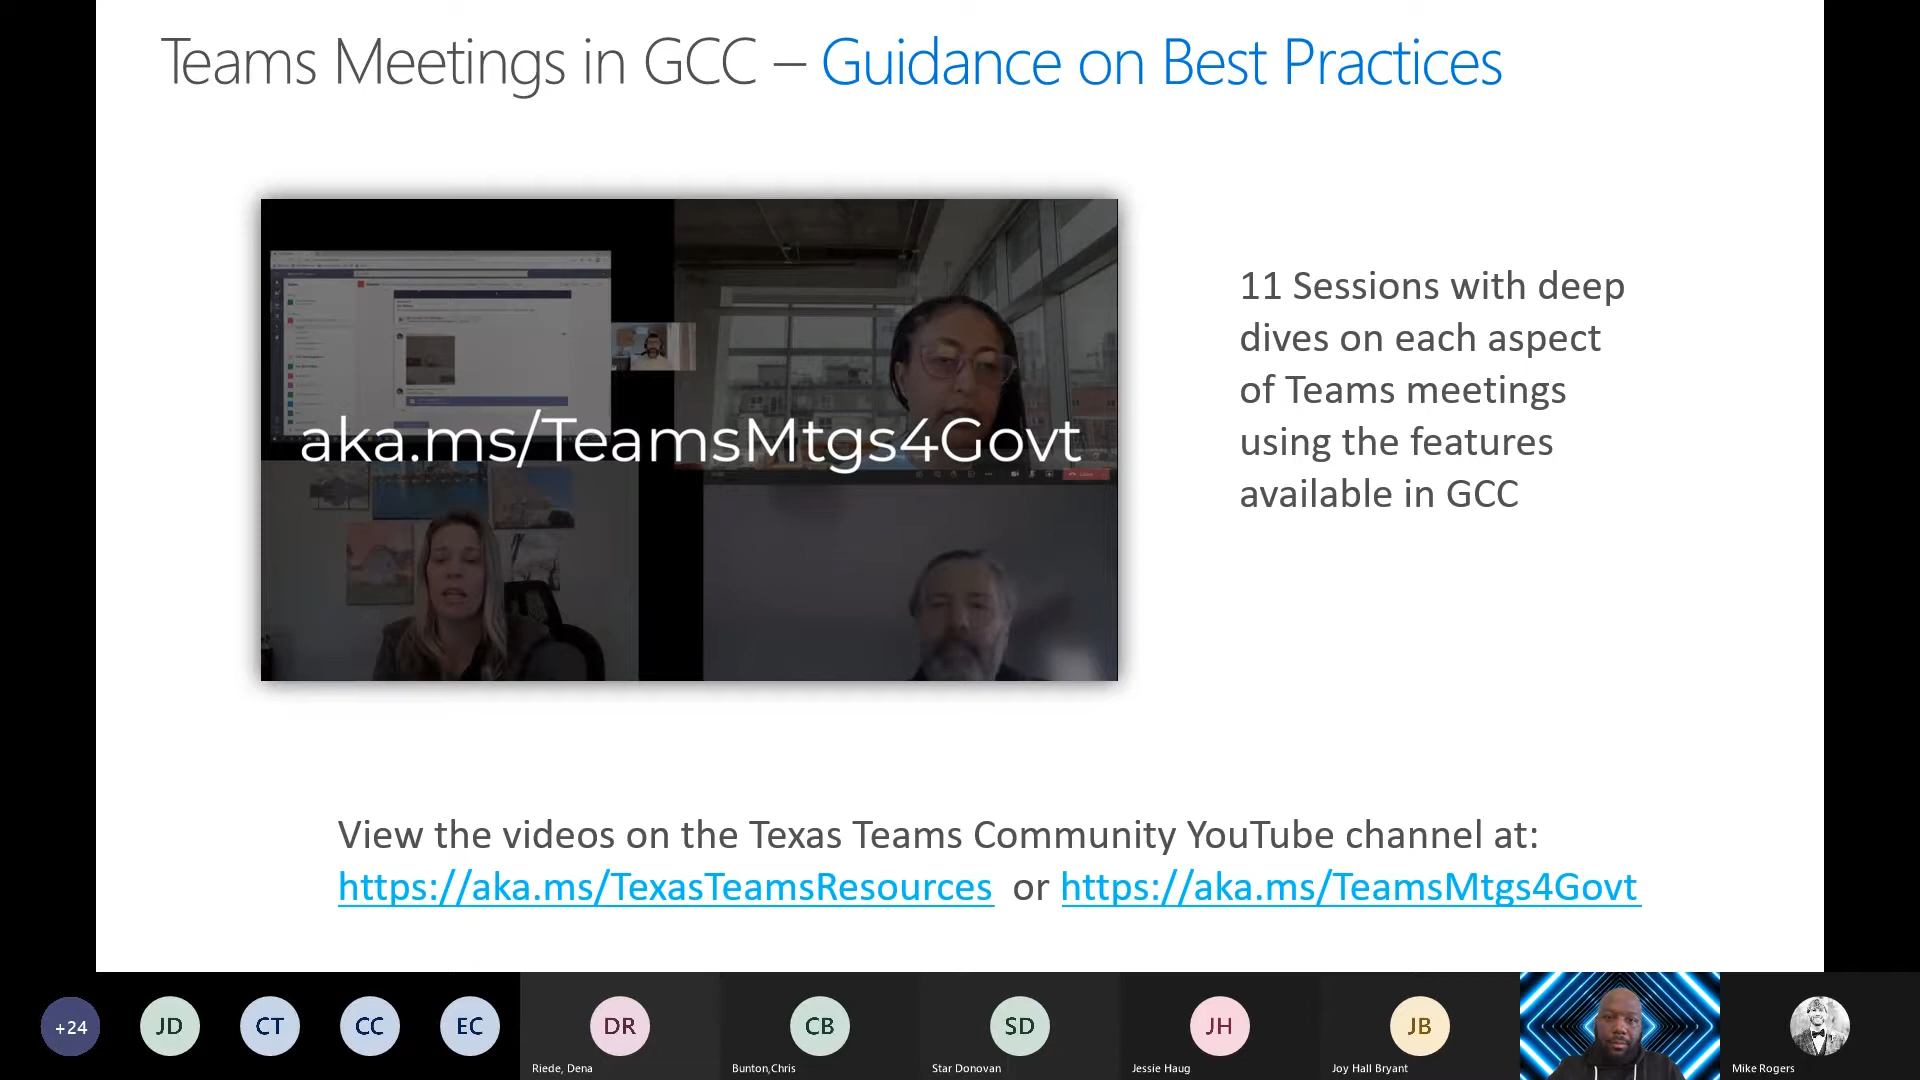 Teams Meetings in GCC – Guidance on Best Practices
aka.ms/TeamsMtgs4Govt
11 Sessions with deep
dives on each aspect
of Teams meetings
using the features
available in GCC
View the videos on the Texas Teams Community YouTube channel at:
https://aka.ms/TexasTeamsResources or https://aka.ms/TeamsMtgs4Govt
+24
JD
CT
CC
EC
DR
CB
SD
JH
JB
Riede, Dena
Bunton,Chris
Star Donovan
Jessie Haug
Joy Hall Bryant
Mike Rogers